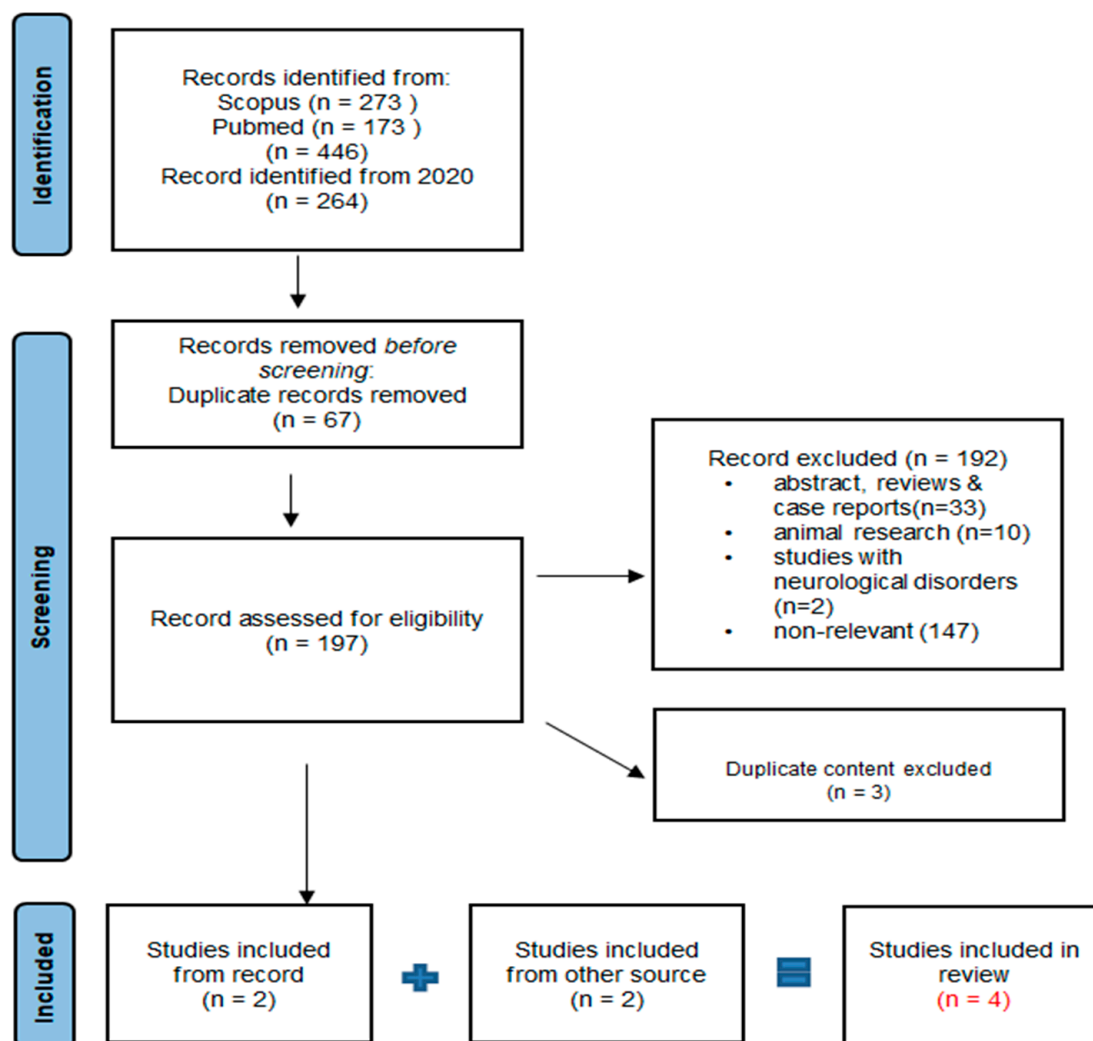 Identification
Records identified from:
Scopus (n = 273 )
Pubmed (n = 173 )
(n = 446)
Record identified from 2020
(n = 264)
Screening
Records removed before
screening:
Duplicate records removed
(n = 67)
Record assessed for eligibility
(n = 197)
Record excluded (n = 192)
• abstract, reviews &
case reports(n=33)
• animal research (n=10)
• studies with
neurological disorders
(n=2)
• non-relevant (147)
Duplicate content excluded
(n = 3)
Included
Studies included
from record
(n = 2)
Studies included
from other source
(n = 2)
Studies included in
review
(n = 4)